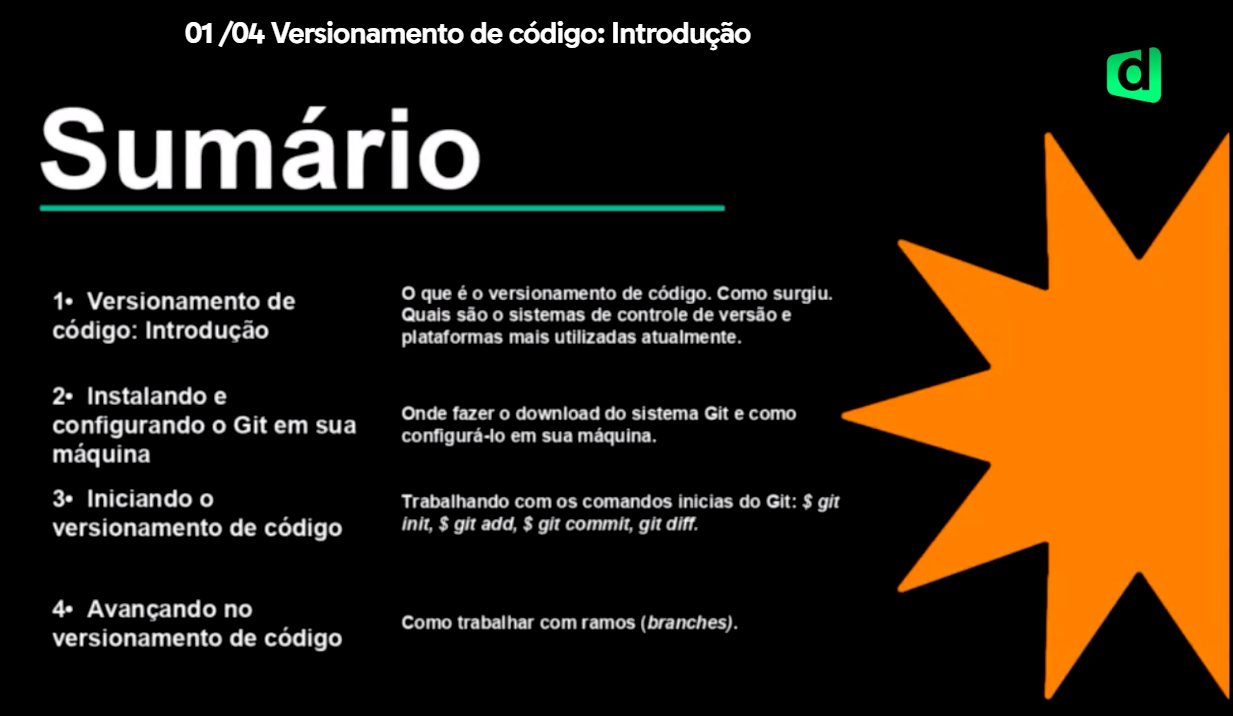 01 /04 Versionamento de código: Introdução
d
Sumário
1• Versionamento de
código: Introdução
O que é o versionamento de código. Como surgiu.
Quais são o sistemas de controle de versão e
plataformas mais utilizadas atualmente.
2• Instalando e
configurando o Git em sua
máquina
Onde fazer o download do sistema Git e como
configurá-lo em sua máquina.
3• Iniciando o
versionamento de código
Trabalhando com os comandos inicias do Git: $ git
init, $ git add, $ git commit, git diff.
4• Avançando no
versionamento de código
Como trabalhar com ramos (branches).